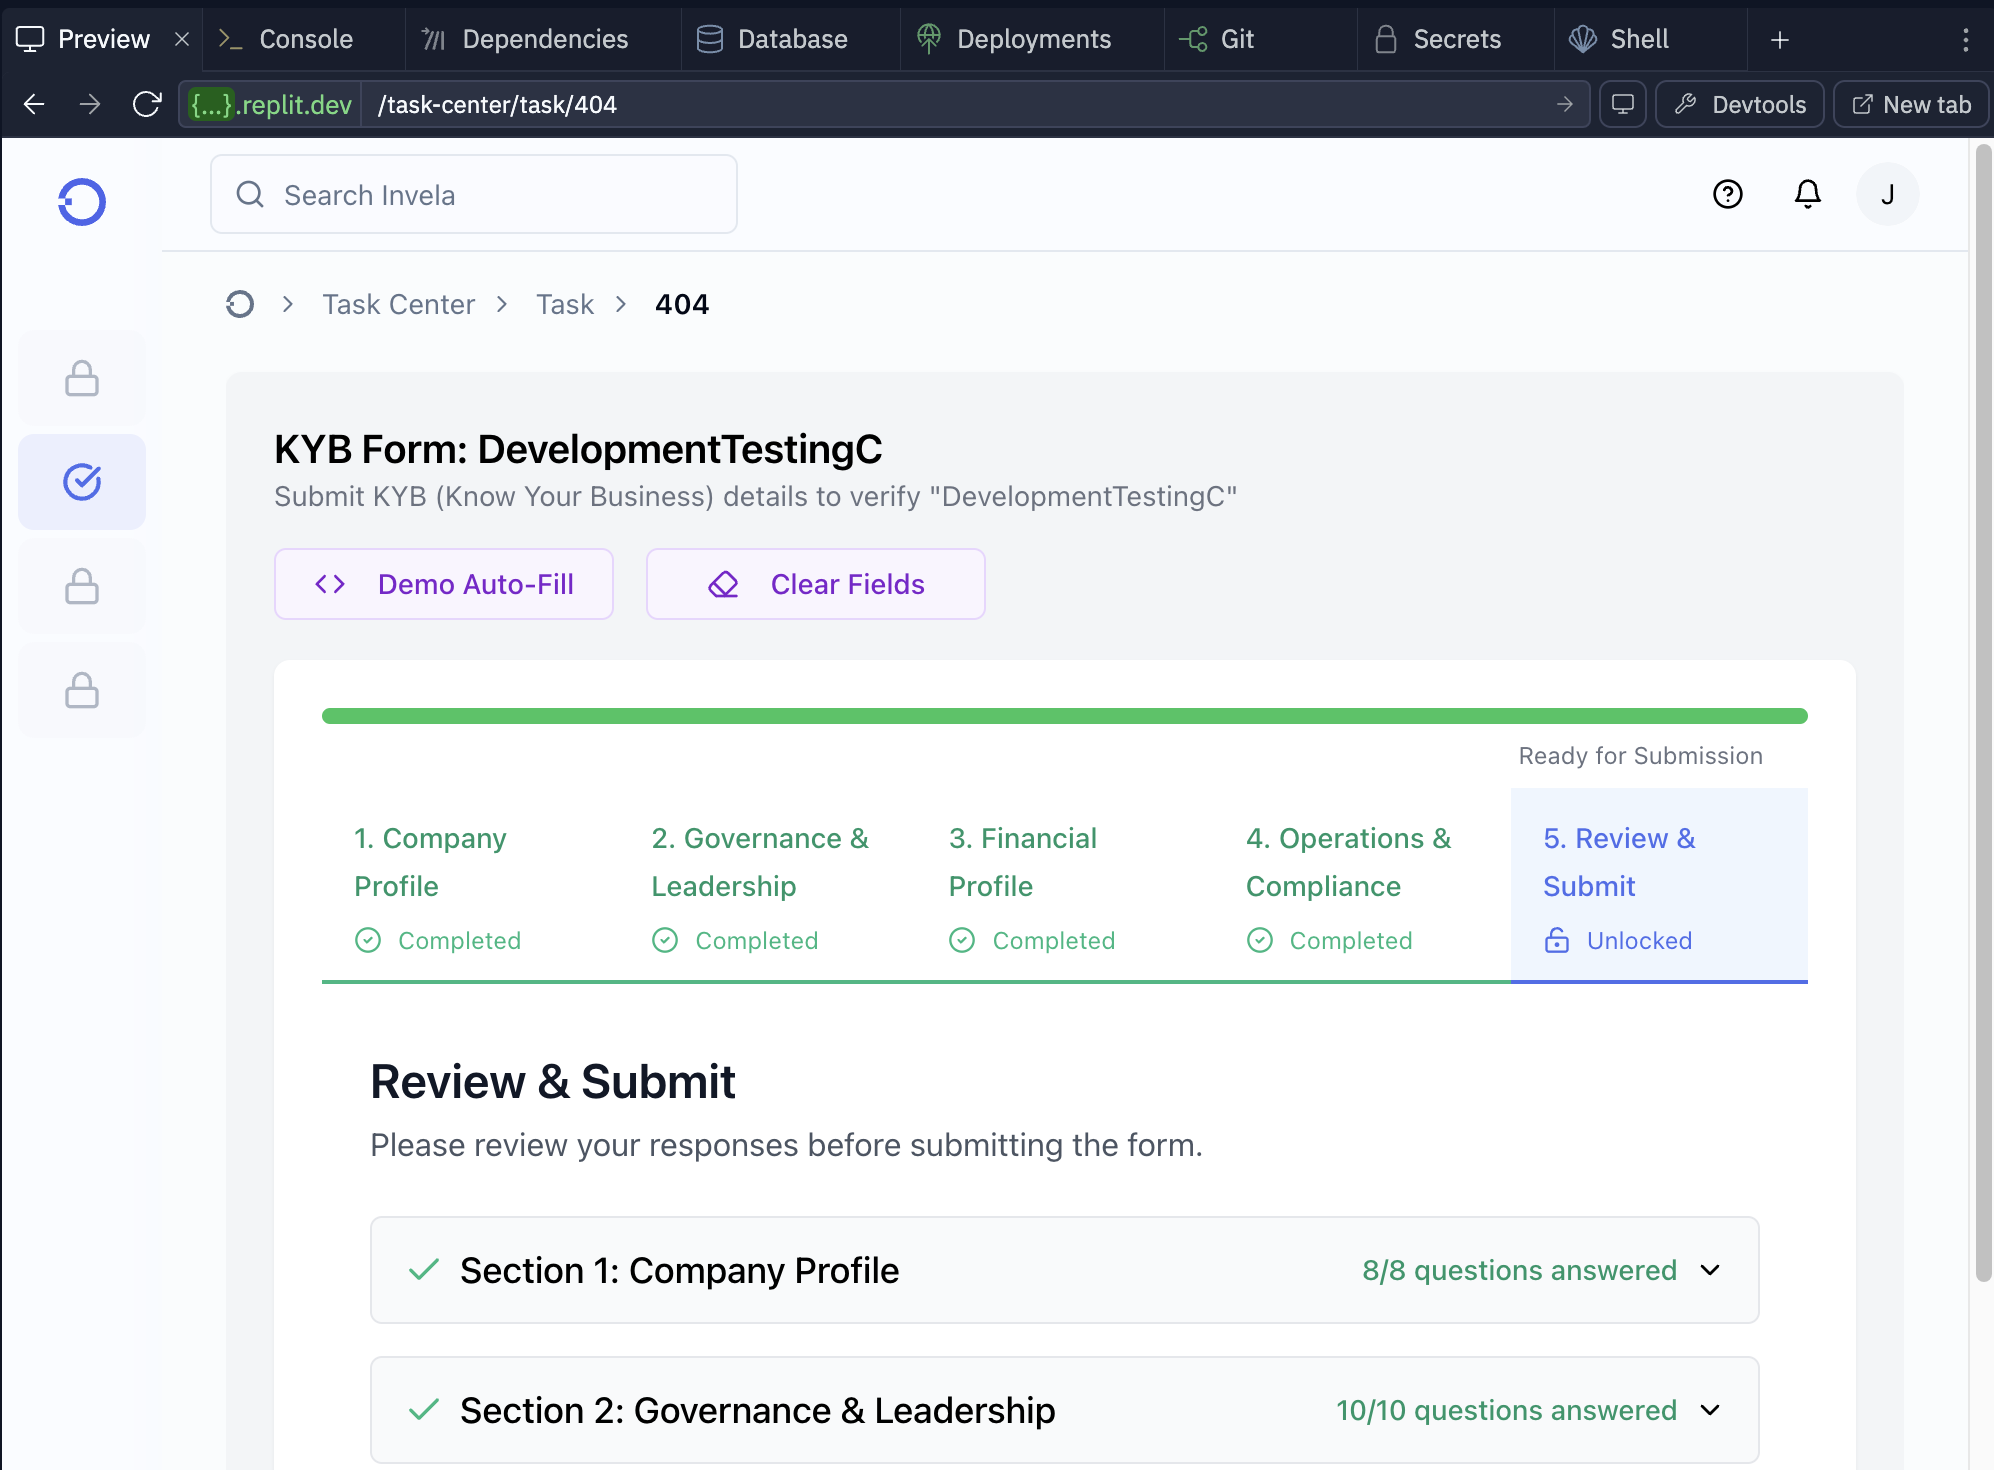 Preview
Console
Dependencies
Database
Deployments
Git
Secrets
Shell
{...}.replit.dev
/task-center/task/404
Devtools
New tab
Search Invela
J
Task Center
Task
404
KYB Form: DevelopmentTestingC
Submit KYB (Know Your Business) details to verify "DevelopmentTestingC"
Demo Auto-Fill
Clear Fields
Ready for Submission
1. Company
Profile
Completed
2. Governance &
Leadership
Completed
3. Financial
Profile
Completed
4. Operations &
Compliance
Completed
5. Review &
Submit
Unlocked
Review & Submit
Please review your responses before submitting the form.
Section 1: Company Profile
8/8 questions answered
Section 2: Governance & Leadership
10/10 questions answered